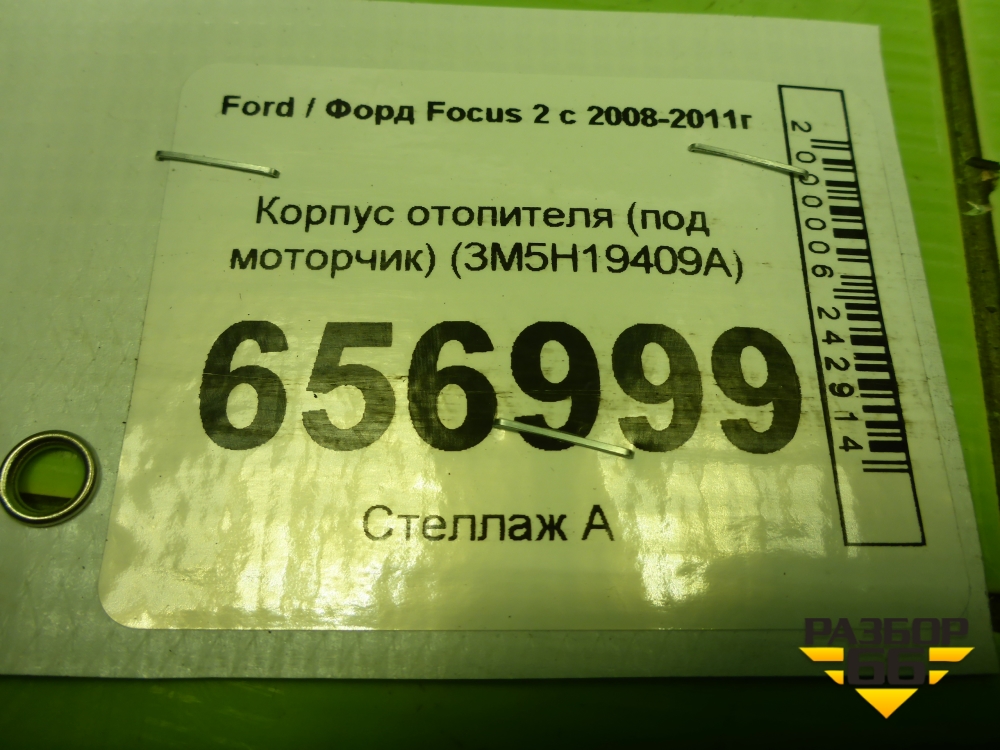 Ford / Форд Focus 2 с 2008-2011г
Корпус отопителя (под
моторчик) (3M5H19409A)
656999
Стеллаж А
2000006242914
РАЗБОР
66